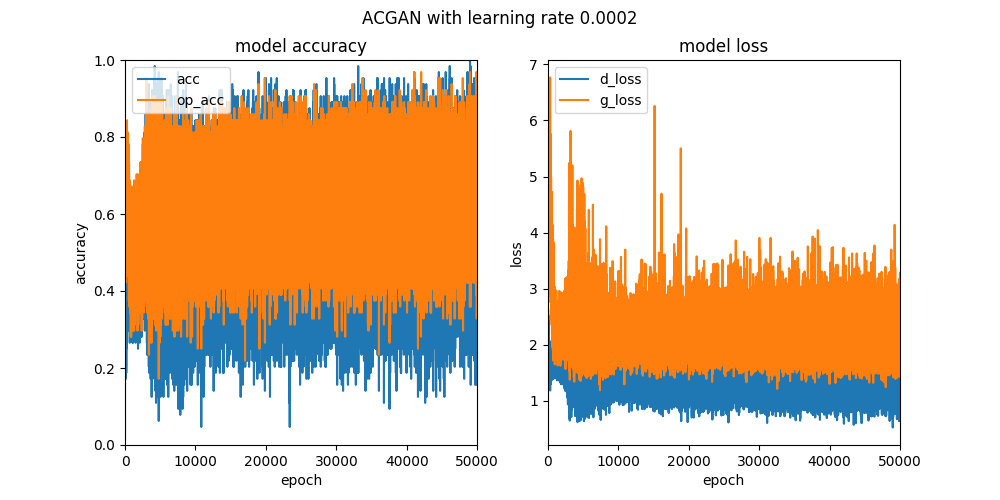 ACGAN with learning rate 0.0002
model accuracy
acc
op_acc
accuracy
1.0
0.8
0.6
0.4
0.2
0.0
0 10000 20000 30000 40000 50000
epoch
model loss
d_loss
g_loss
loss
7
6
5
4
3
2
1
0 10000 20000 30000 40000 50000
epoch